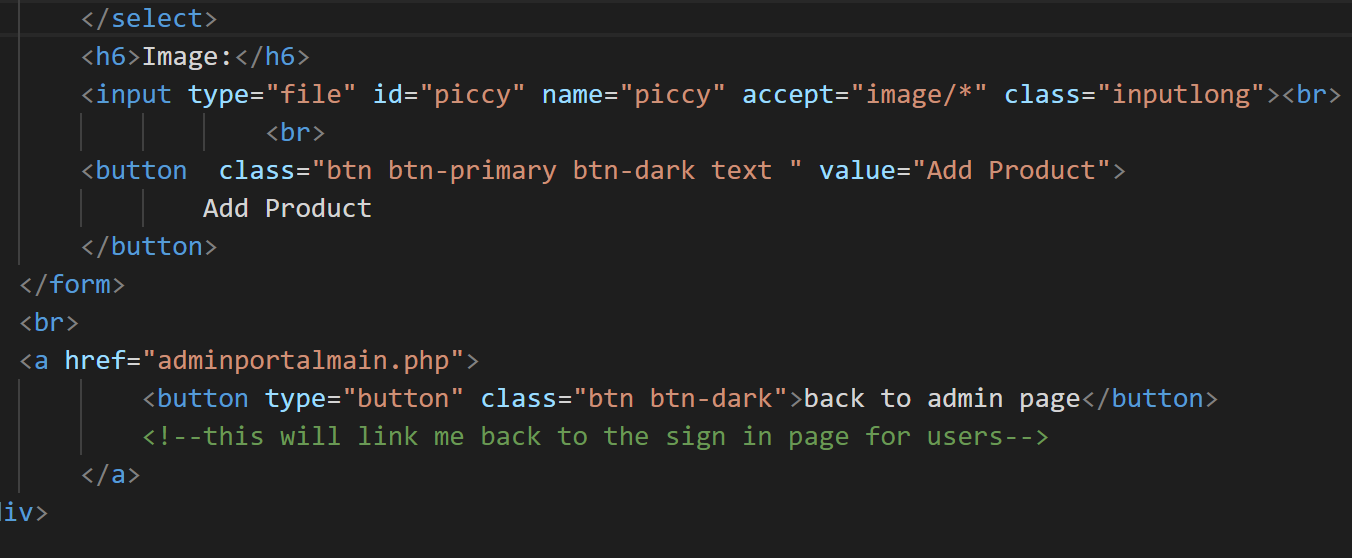 </select>
<h6>Image:</h6>
<input type="file" id="piccy" name="piccy" accept="image/*" class="inputlong"><br>
<br>
<button  class="btn btn-primary btn-dark text " value="Add Product">
Add Product
</button>
</form>
<br>
<a href="adminportalmain.php">
<button type="button" class="btn btn-dark">back to admin page</button>
<!--this will link me back to the sign in page for users-->
</a>
div>